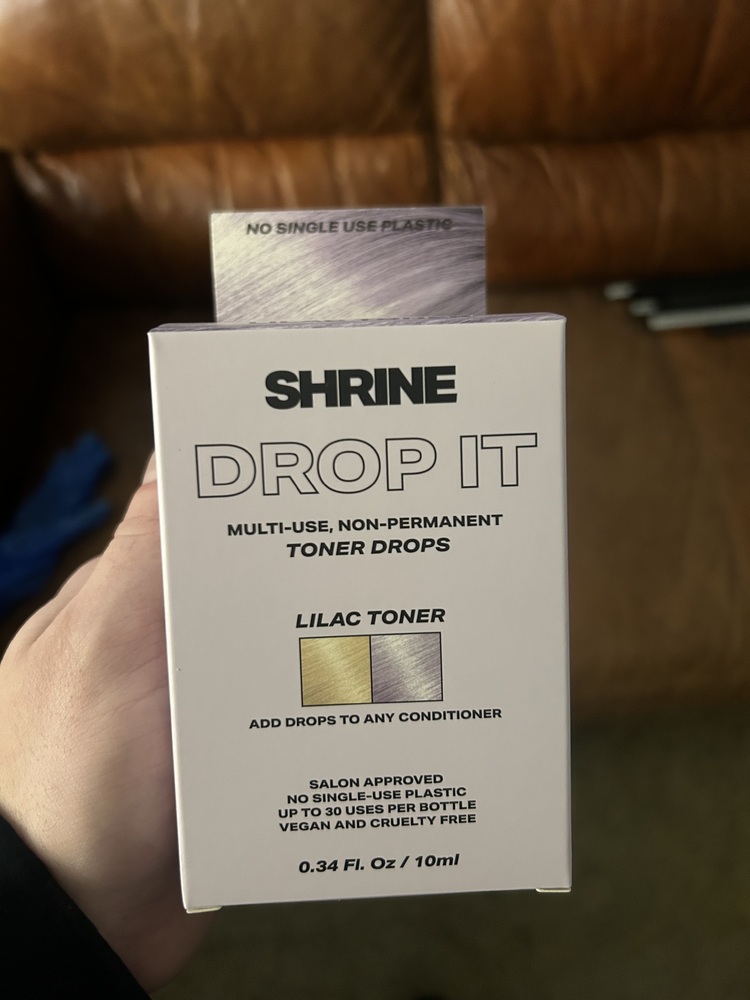 NO SINGLE USE PLASTIC
SHRINE
DROP IT
MULTI-USE, NON-PERMANENT
TONER DROPS
LILAC TONER
ADD DROPS TO ANY CONDITIONER
SALON APPROVED
NO SINGLE-USE PLASTIC
UP TO 30 USES PER BOTTLE
VEGAN AND CRUELTY FREE
0.34 Fl. Oz / 10ml